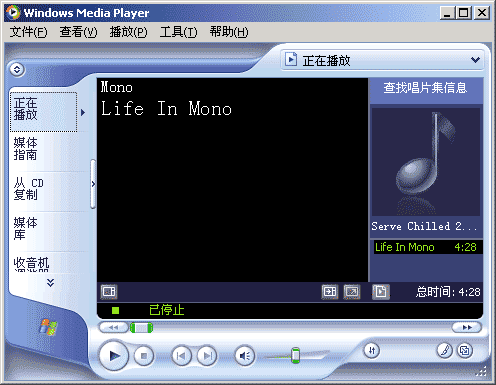 Windows Media Player
文件(F) 查看(V) 播放(P) 工具(T) 帮助(H)
正在播放
正在
播放
媒体
指南
从 CD
复制
媒体
库
收音机
Mono
Life In Mono
查找唱片集信息
Serve Chilled 2...
Life In Mono 4:28
总时间: 4:28
已停止